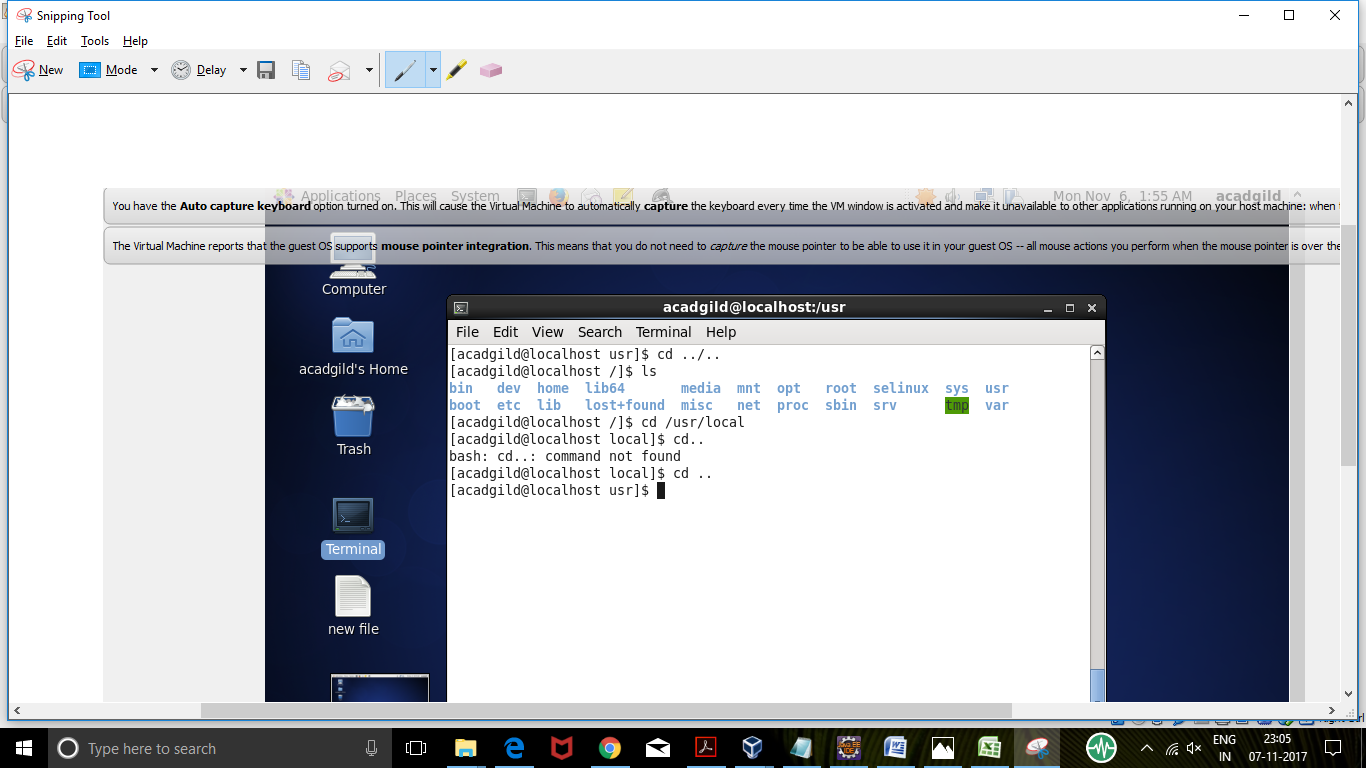 Snipping Tool
File Edit Tools Help
New Mode Delay
Applications Places System Mon Nov 6, 1:55 AM acadgild
You have the Auto capture keyboard option turned on. This will cause the Virtual Machine to automatically capture the keyboard every time the VM window is activated and make it unavailable to other applications running on your host machine: when
The Virtual Machine reports that the guest OS supports mouse pointer integration. This means that you do not need to capture the mouse pointer to be able to use it in your guest OS -- all mouse actions you perform when the mouse pointer is over the
Computer
acadgild's Home
Trash
Terminal
new file
acadgild@localhost:/usr
File Edit View Search Terminal Help
[acadgild@localhost usr]$ cd ../..
[acadgild@localhost /]$ ls
bin dev home lib64 media mnt opt root selinux sys usr
boot etc lib lost+found misc net proc sbin srv tmp var
[acadgild@localhost /]$ cd /usr/local
[acadgild@localhost local]$ cd..
bash: cd..: command not found
[acadgild@localhost local]$ cd ..
[acadgild@localhost usr]$
Type here to search
ENG
IN
23:05
07-11-2017